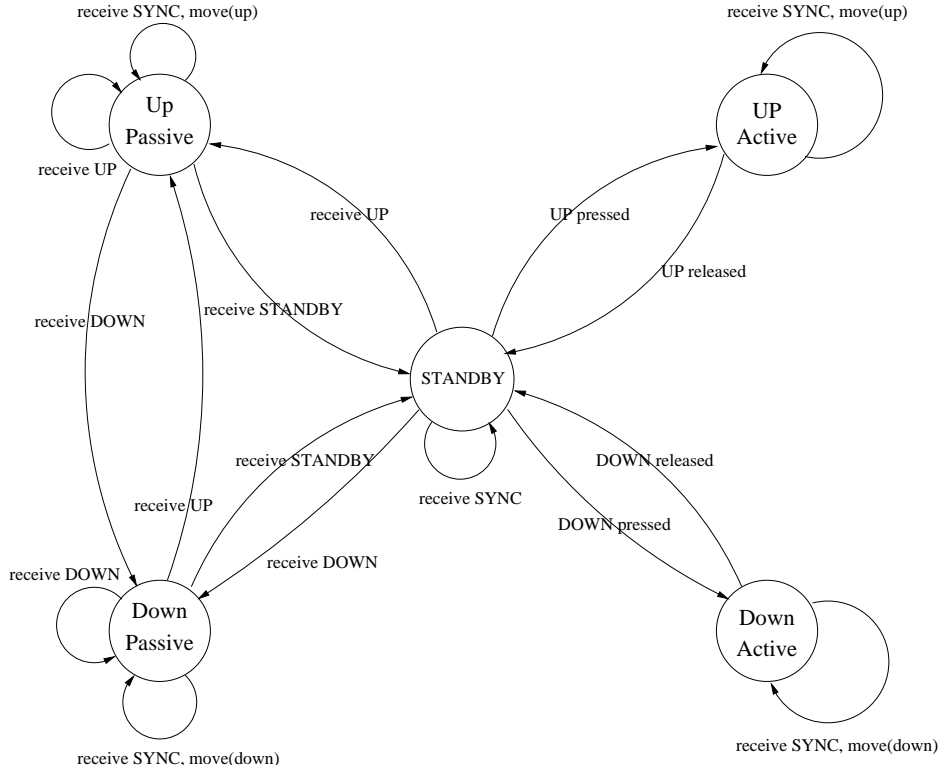 receive SYNC, move(up)
receive SYNC, move(up)
Up
Passive
UP
Active
receive UP
receive UP
UP pressed
UP released
receive DOWN
receive STANDBY
STANDBY
receive STANDBY
DOWN released
receive SYNC
receive UP
DOWN pressed
receive DOWN
receive DOWN
Down
Passive
Down
Active
receive SYNC, move(down)
receive SYNC, move(down)